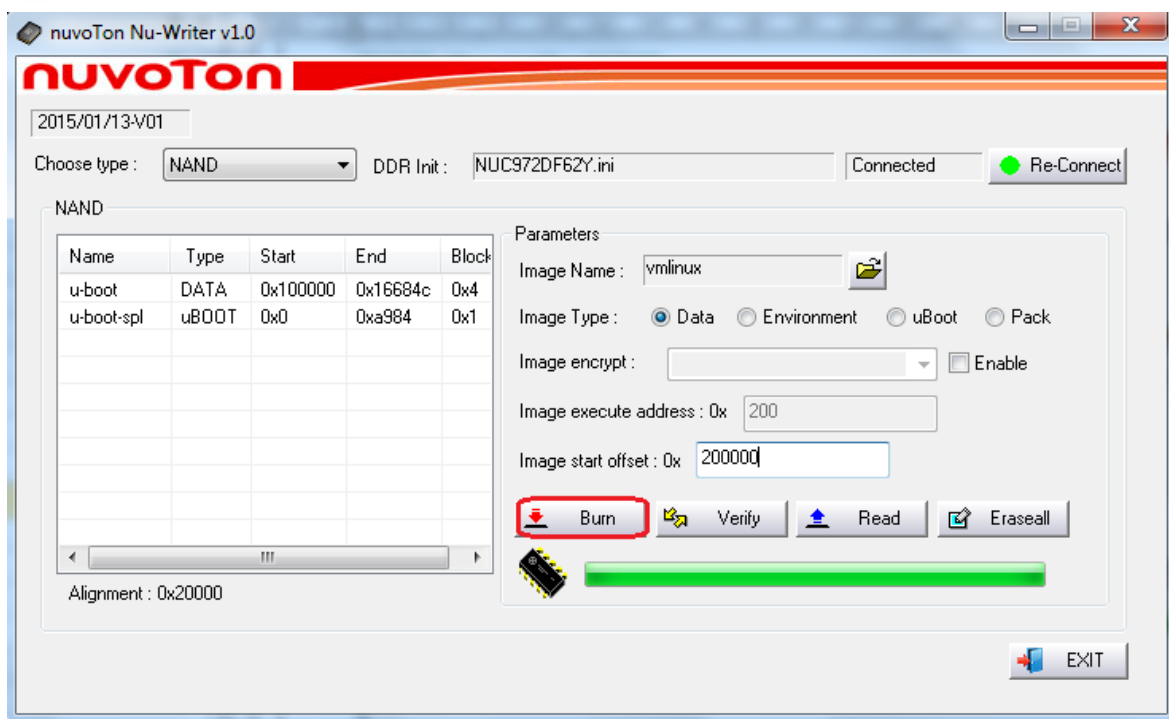 nuvoTon Nu-Writer v1.0
nuvoTon
2015/01/13-V01
Choose type : NAND DDR Init : NUC972DF62Y.ini Connected Re-Connect
NAND
Name Type Start End Block
u-boot DATA 0x100000 0x16684c 0x4
u-boot-spl uBOOT 0x0 0xa984 0x1
Alignment : 0x20000
Parameters
Image Name : vmlinux
Image Type : Data Environment uBoot Pack
Image encrypt : Enable
Image execute address : 0x 200
Image start offset : 0x 200000
Burn Verify Read Eraseall
EXIT